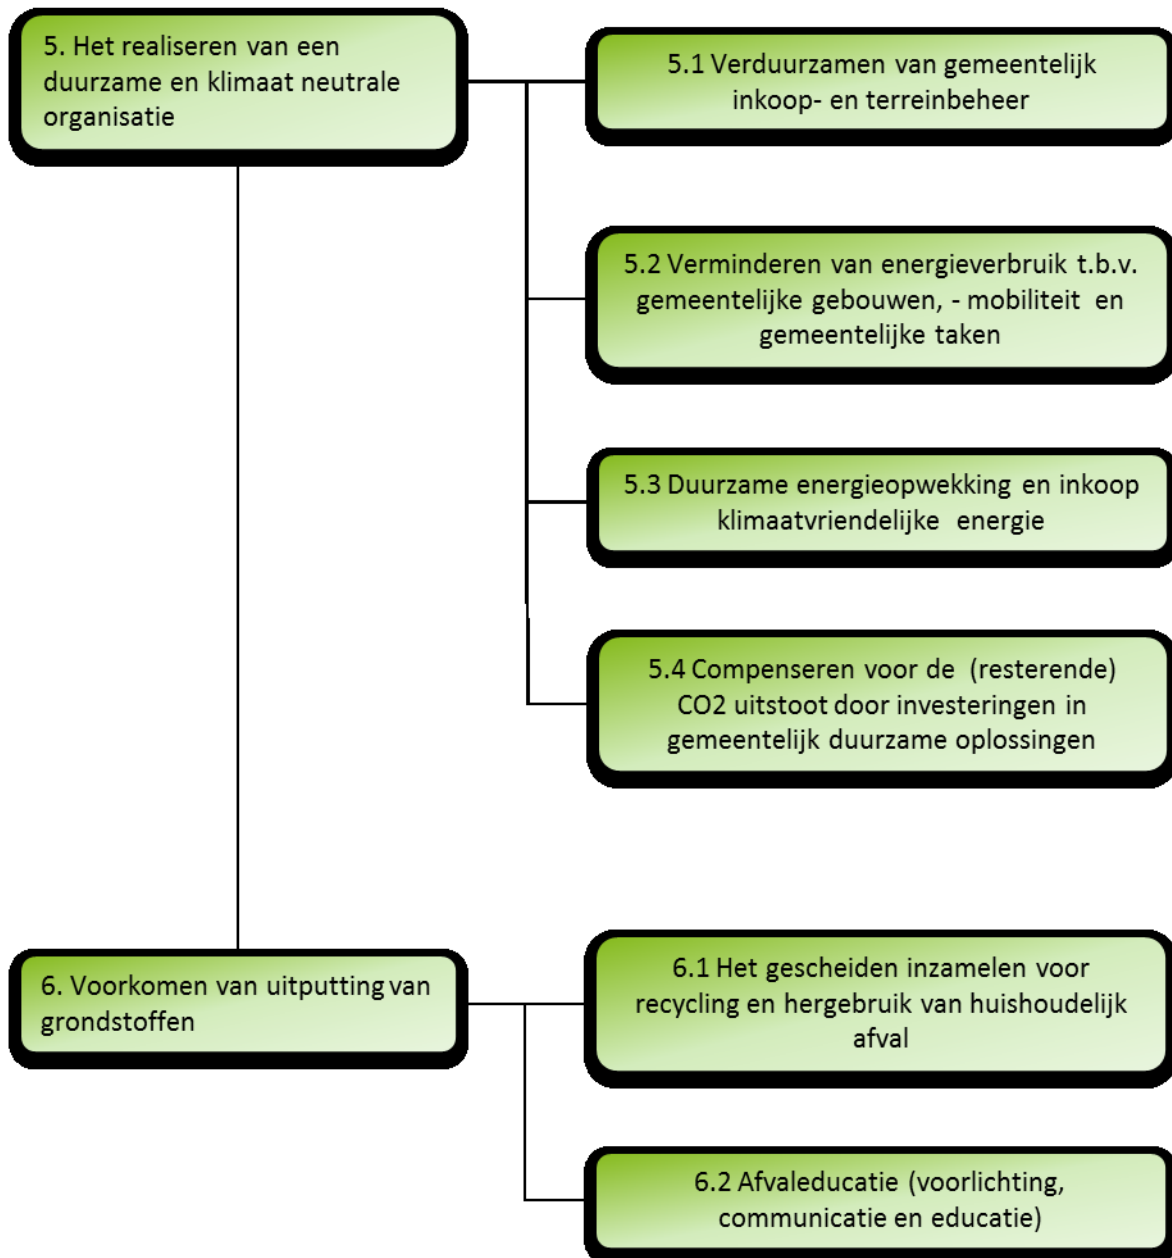 5. Het realiseren van een
duurzame en klimaat neutrale
organisatie
5.1 Verduurzamen van gemeentelijk
inkoop- en terreinbeheer
5.2 Verminderen van energieverbruik t.b.v.
gemeentelijke gebouwen, - mobiliteit en
gemeentelijke taken
5.3 Duurzame energieopwekking en inkoop
klimaatvriendelijke energie
5.4 Compenseren voor de (resterende)
CO2 uitstoot door investeringen in
gemeentelijk duurzame oplossingen
6. Voorkomen van uitputting van
grondstoffen
6.1 Het gescheiden inzamelen voor
recycling en hergebruik van huishoudelijk
afval
6.2 Afvaleducatie (voorlichting,
communicatie en educatie)